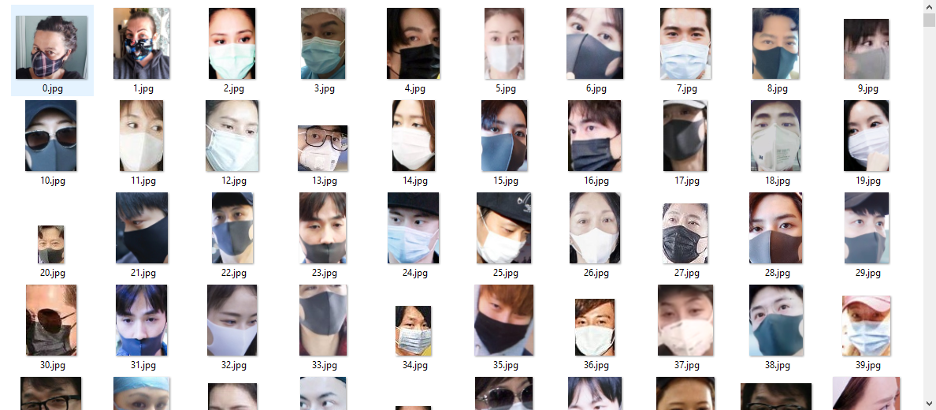 0.jpg 1.jpg 2.jpg 3.jpg 4.jpg 5.jpg 6.jpg 7.jpg 8.jpg 9.jpg
10.jpg 11.jpg 12.jpg 13.jpg 14.jpg 15.jpg 16.jpg 17.jpg 18.jpg 19.jpg
20.jpg 21.jpg 22.jpg 23.jpg 24.jpg 25.jpg 26.jpg 27.jpg 28.jpg 29.jpg
30.jpg 31.jpg 32.jpg 33.jpg 34.jpg 35.jpg 36.jpg 37.jpg 38.jpg 39.jpg